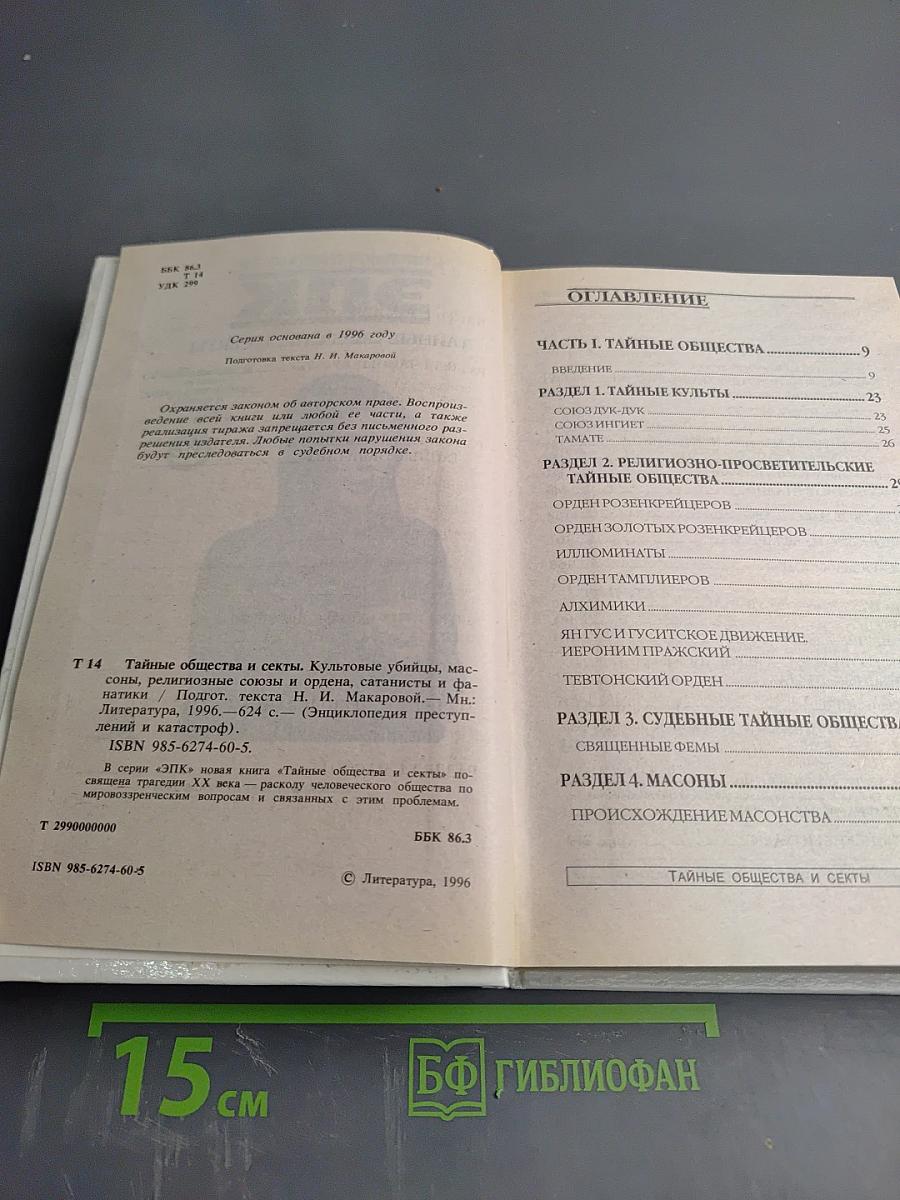 ББК 86.3
Т 14
УДК 299
Серия основана в 1996 году
Подготовка текста Н. И. Макаровой
Охраняется законом об авторском праве. Воспроиз-
ведение всей книги или любой ее части, а также
реализация тиража запрещается без письменного раз-
решения издателя. Любые попытки нарушения закона
будут преследоваться в судебном порядке.
Т 14 Тайные общества и секты. Культовые убийцы, мас-
соны, религиозные союзы и ордена, сатанисты и фа-
натики / Подгот. текста Н. И. Макаровой.— Мн.:
Литература, 1996.—624 с.— (Энциклопедия преступ-
лений и катастроф).
ISBN 985-6274-60-5.
В серии «ЭПК» новая книга «Тайные общества и секты» по-
священа трагедии XX века — расколу человеческого общества по
мировоззренческим вопросам и связанных с этим проблемам.
Т 2990000000
ББК 86.3
ISBN 985-6274-60-5
© Литература, 1996
ОГЛАВЛЕНИЕ
ЧАСТЬ I. ТАЙНЫЕ ОБЩЕСТВА 9
ВВЕДЕНИЕ 9
РАЗДЕЛ 1. ТАЙНЫЕ КУЛЬТЫ 23
СОЮЗ ДУК-ДУК 23
СОЮЗ ИНГИЕТ 25
ТАМАТЕ 26
РАЗДЕЛ 2. РЕЛИГИОЗНО-ПРОСВЕТИТЕЛЬСКИЕ
ТАЙНЫЕ ОБЩЕСТВА
ОРДЕН РОЗЕНКРЕЙЦЕРОВ
ОРДЕН ЗОЛОТЫХ РОЗЕНКРЕЙЦЕРОВ
ИЛЛЮМИНАТЫ
ОРДЕН ТАМПЛИЕРОВ
АЛХИМИКИ
ЯН ГУС И ГУСИТСКОЕ ДВИЖЕНИЕ.
ИЕРОНИМ ПРАЖСКИЙ
ТЕВТОНСКИЙ ОРДЕН
РАЗДЕЛ 3. СУДЕБНЫЕ ТАЙНЫЕ ОБЩЕСТВА
СВЯЩЕННЫЕ ФЕМЫ
РАЗДЕЛ 4. МАСОНЫ
ПРОИСХОЖДЕНИЕ МАСОНСТВА
ТАЙНЫЕ ОБЩЕСТВА И СЕКТЫ
15 см
БФ ГИБЛИОФАН